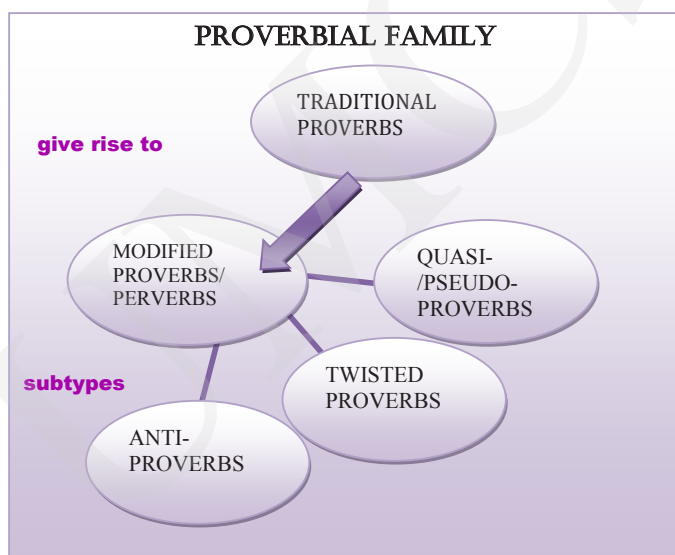 PROVERBIAL FAMILY
TRADITIONAL
PROVERBS
give rise to
MODIFIED
PROVERBS/
PERVERBS
QUASI-
/PSEUDO-
PROVERBS
subtypes
TWISTED
PROVERBS
ANTI-
PROVERBS